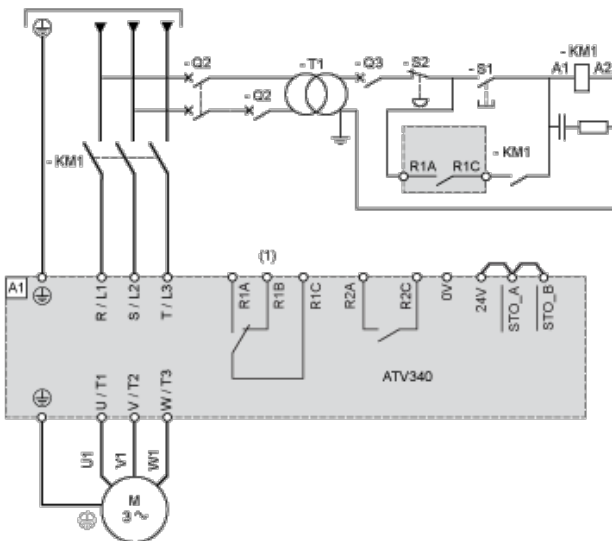 - Q2
- T1
- Q3
- S2
- S1
- KM1
A1
A2
- Q2
- KM1
R1A
R1C
- KM1
(1)
A1
R / L1
S / L2
T / L3
R1A
R1B
R1C
R2A
R2C
0V
24V
STO_A
STO_B
ATV340
U / T1
V / T2
W / T3
U1
V1
W1
M
3 ~